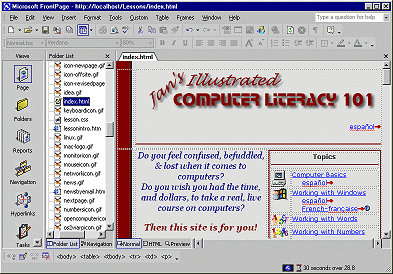 Microsoft FrontPage - http://localhost/Lessons/index.html
File Edit View Insert Format Tools Custom Table Frames Window Help
Type a question for help
Normal.toc Verdana
Views
Folder List
index.html
Page
Folders
Reports
Navigation
Hyperlinks
Tasks
icon-newpage.gif
icon-offsite.gif
icon-revisedpage
idea.gif
index.html
keyboardicon.gif
lesson.css
lessonintro.htm
linux.gif
mac-logo.gif
monitoricon.gif
mouseicon.gif
networkicon.gif
news.gif
newsbyemail.htm
nextpage.gif
numbersicon.gif
opencomputericon
os2warpicon.gif
Jan's Illustrated
COMPUTER LITERACY 101
español
Do you feel confused, befuddled,
& lost when it comes to
computers?
Do you wish you had the time,
and dollars, to take a real, live
course on computers?
Then this site is for you!
Topics
Computer Basics
español
Working with Windows
español
French-française
Working with Words
Working with Numbers
Folder List Navigation
Normal HTML Preview
<body> <table> <tbody> <tr> <td> <p>
30 seconds over 28.8